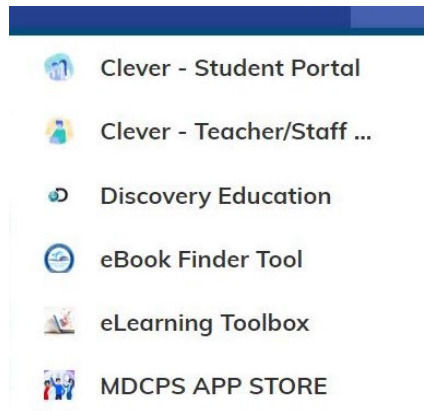 Clever - Student Portal
Clever - Teacher/Staff ...
Discovery Education
eBook Finder Tool
eLearning Toolbox
MDCPS APP STORE